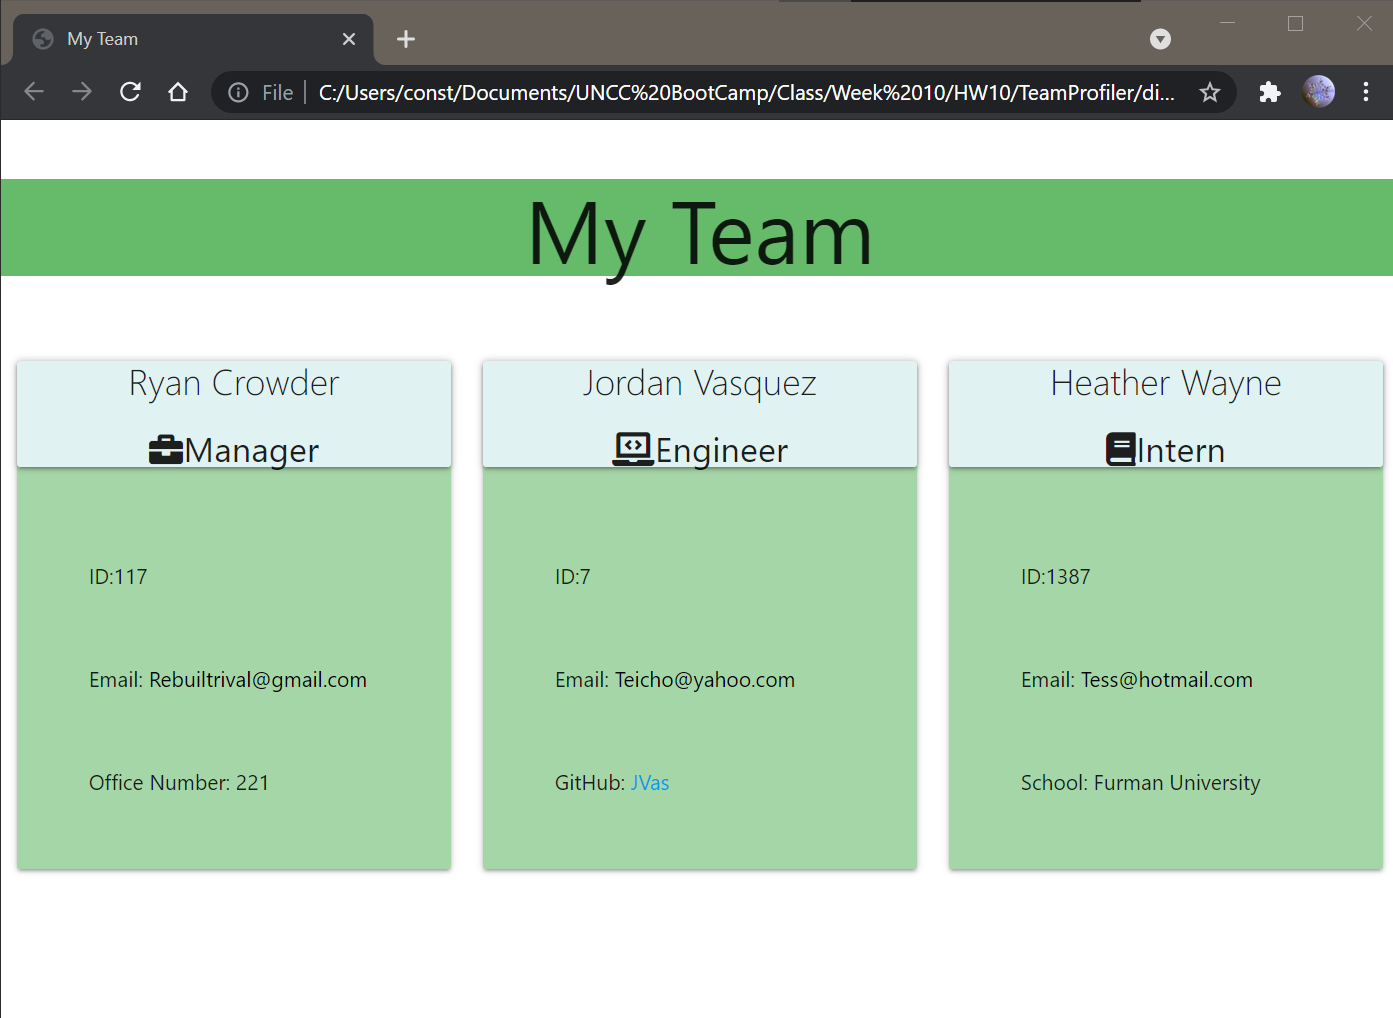 My Team
File
C:/Users/const/Documents/UNCC%20BootCamp/Class/Week%2010/HW10/TeamProfiler/di...
My Team
Ryan Crowder
Manager
ID:117
Email: Rebuiltrival@gmail.com
Office Number: 221
Jordan Vasquez
Engineer
ID:7
Email: Teicho@yahoo.com
GitHub: JVas
Heather Wayne
Intern
ID:1387
Email: Tess@hotmail.com
School: Furman University